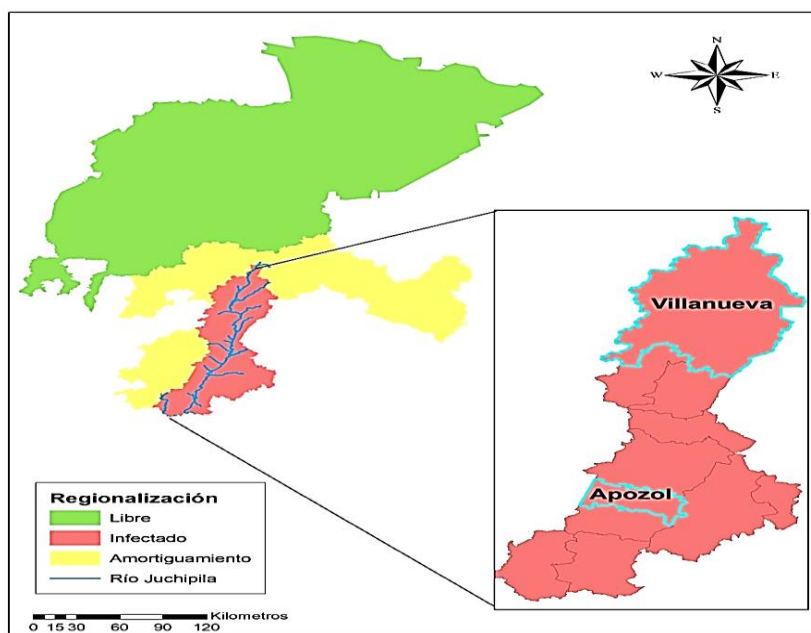 N
W E
S
Villanueva
Apozol
Regionalización
Libre
Infectado
Amortiguamiento
Río Juchipila
Kilometros
0 15 30 60 90 120